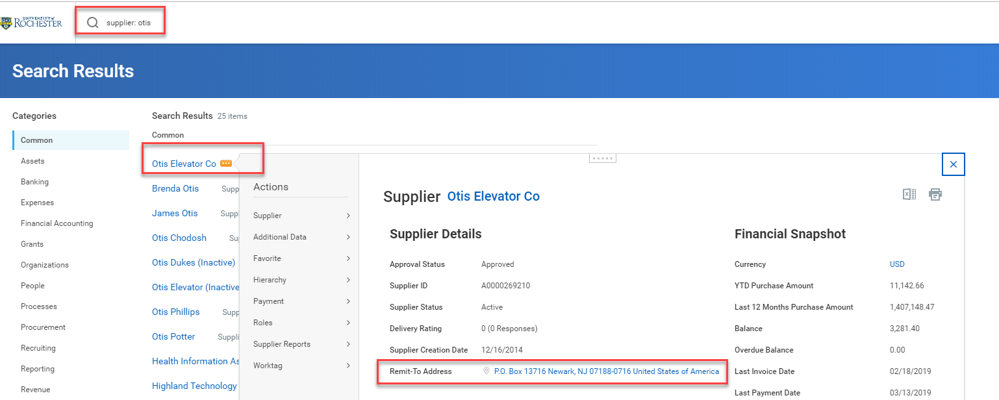 UNIVERSITY of
ROCHESTER
supplier: otis
Search Results
Categories
Common
Assets
Banking
Expenses
Financial Accounting
Grants
Organizations
People
Processes
Procurement
Recruiting
Reporting
Revenue
Search Results 25 items
Common
Otis Elevator Co
Brenda Otis Supp
James Otis Suppl
Otis Chodosh Su
Otis Dukes (Inactive)
Otis Elevator (Inactive
Otis Phillips Supp
Otis Potter Suppli
Health Information As
Highland Technology
Actions
Supplier
Additional Data
Favorite
Hierarchy
Payment
Roles
Supplier Reports
Worktag
Supplier Otis Elevator Co
Supplier Details
Approval Status Approved
Supplier ID A0000269210
Supplier Status Active
Delivery Rating 0 (0 Responses)
Supplier Creation Date 12/16/2014
Remit-To Address P.O. Box 13716 Newark, NJ 07188-0716 United States of America
Financial Snapshot
Currency USD
YTD Purchase Amount 11,142.66
Last 12 Months Purchase Amount 1,407,148.47
Balance 3,281.40
Overdue Balance 0.00
Last Invoice Date 02/18/2019
Last Payment Date 03/13/2019